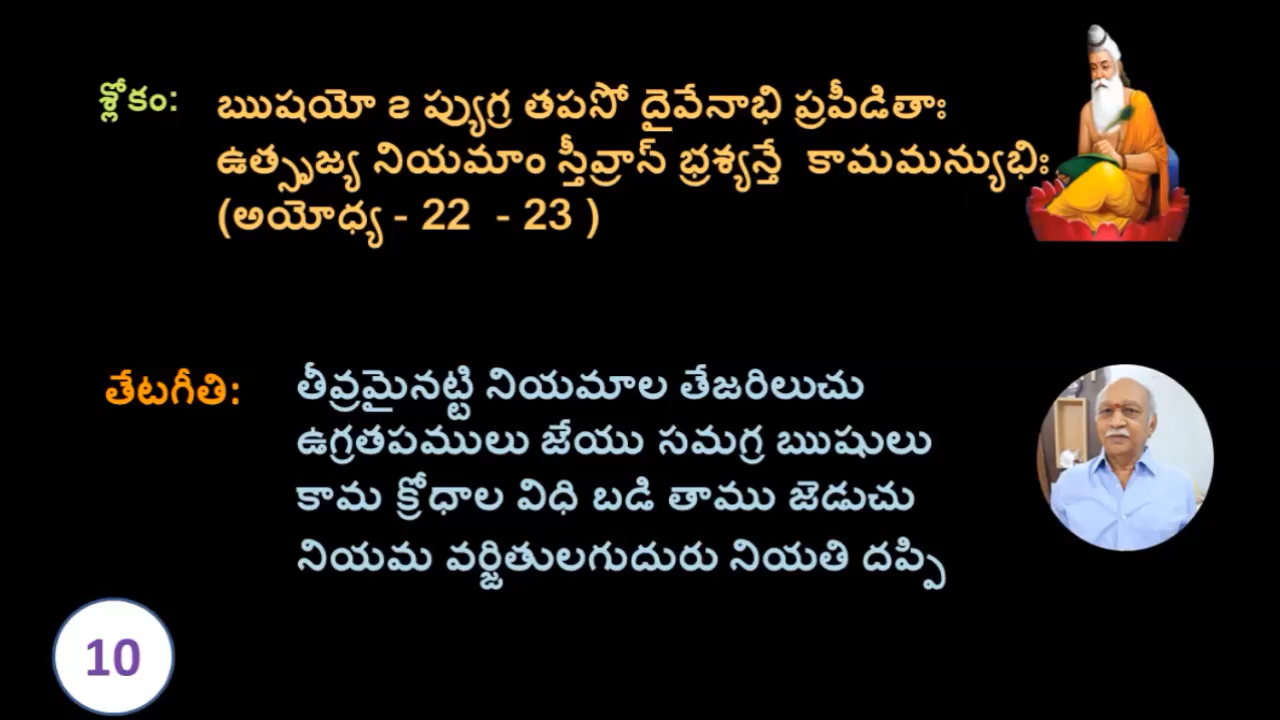 శ్లోకం: ఋషయో ఽ ప్యుగ్ర తపసో దైవేనాభి ప్రపీడితాః
ఉత్సృజ్య నియమాం స్తీవ్రాన్ భ్రశ్యన్తే కామమన్యుభిః
(అయోధ్య - 22 - 23 )
తేటగీతి: తీవ్రమైనట్టి నియమాల తేజరిలుచు
ఉగ్రతపములు జేయు సమగ్ర ఋషులు
కామ క్రోధాల విధి బడి తాము జెడుచు
నియమ వర్జితులగుదురు నియతి దప్పి
10